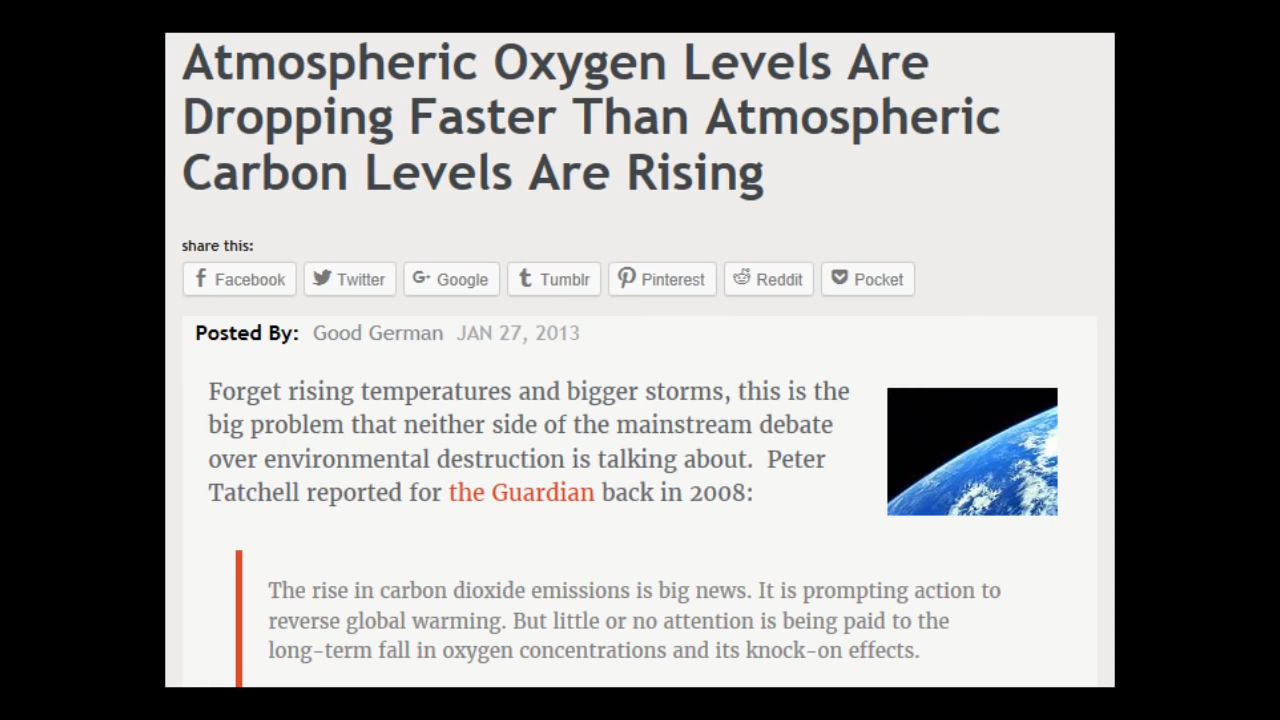 Atmospheric Oxygen Levels Are
Dropping Faster Than Atmospheric
Carbon Levels Are Rising
share this:
Facebook Twitter Google Tumblr Pinterest Reddit Pocket
Posted By: Good German JAN 27, 2013
Forget rising temperatures and bigger storms, this is the
big problem that neither side of the mainstream debate
over environmental destruction is talking about.  Peter
Tatchell reported for the Guardian back in 2008:
The rise in carbon dioxide emissions is big news. It is prompting action to
reverse global warming. But little or no attention is being paid to the
long-term fall in oxygen concentrations and its knock-on effects.